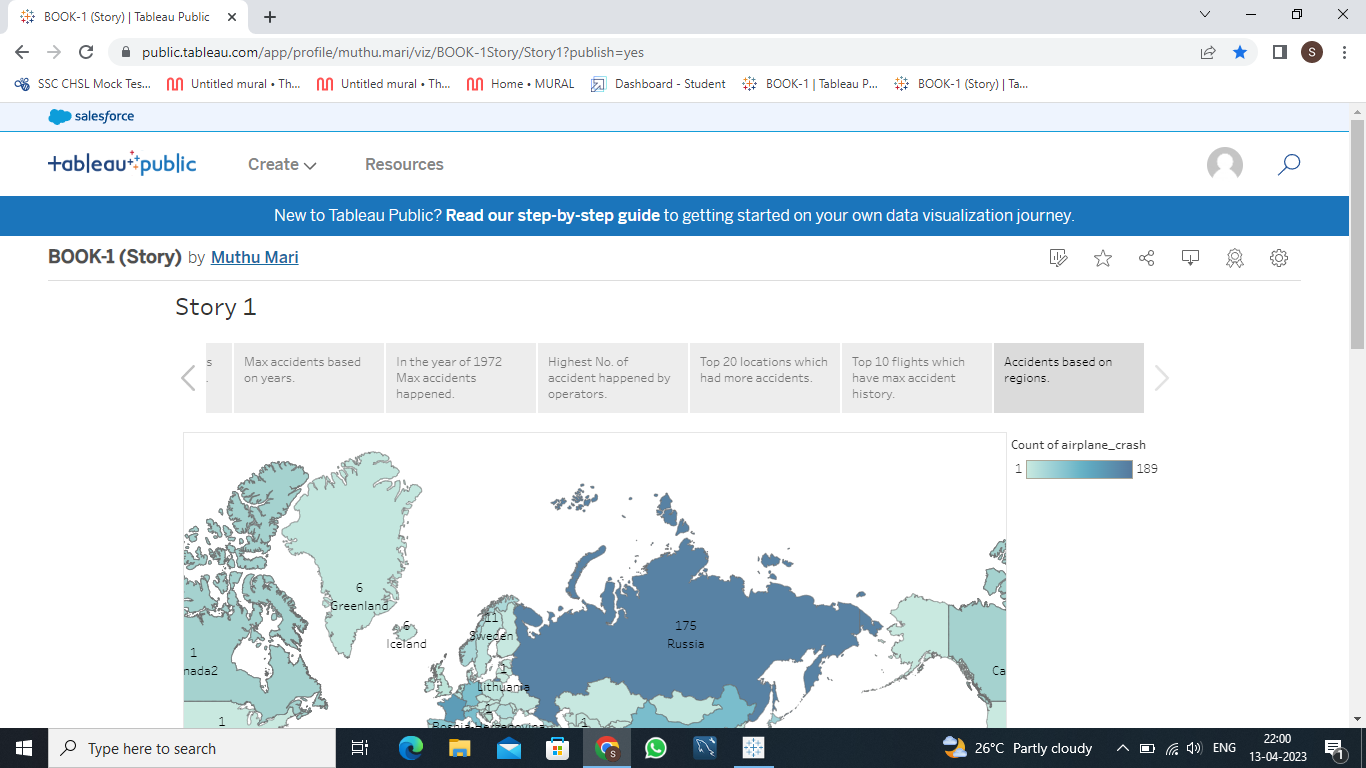 BOOK-1 (Story) | Tableau Public
public.tableau.com/app/profile/muthu.mari/viz/BOOK-1Story/Story1?publish=yes
S
SSC CHSL Mock Tes...
Untitled mural • Th...
Untitled mural • Th...
Home • MURAL
Dashboard - Student
BOOK-1 | Tableau P...
BOOK-1 (Story) | Ta...
salesforce
+ableau public
Create
Resources
New to Tableau Public? Read our step-by-step guide to getting started on your own data visualization journey.
BOOK-1 (Story) by Muthu Mari
Story 1
s
.
Max accidents based
on years.
In the year of 1972
Max accidents
happened.
Highest No. of
accident happened by
operators.
Top 20 locations which
had more accidents.
Top 10 flights which
have max accident
history.
Accidents based on
regions.
Count of airplane_crash
1
189
6
Greenland
6
Iceland
11
Sweden
175
Russia
1
nada2
1
Lithuania
Ca
1
1
Bosnia-Herzegovina
1
Type here to search
S
26°C Partly cloudy
ENG
22:00
13-04-2023
1